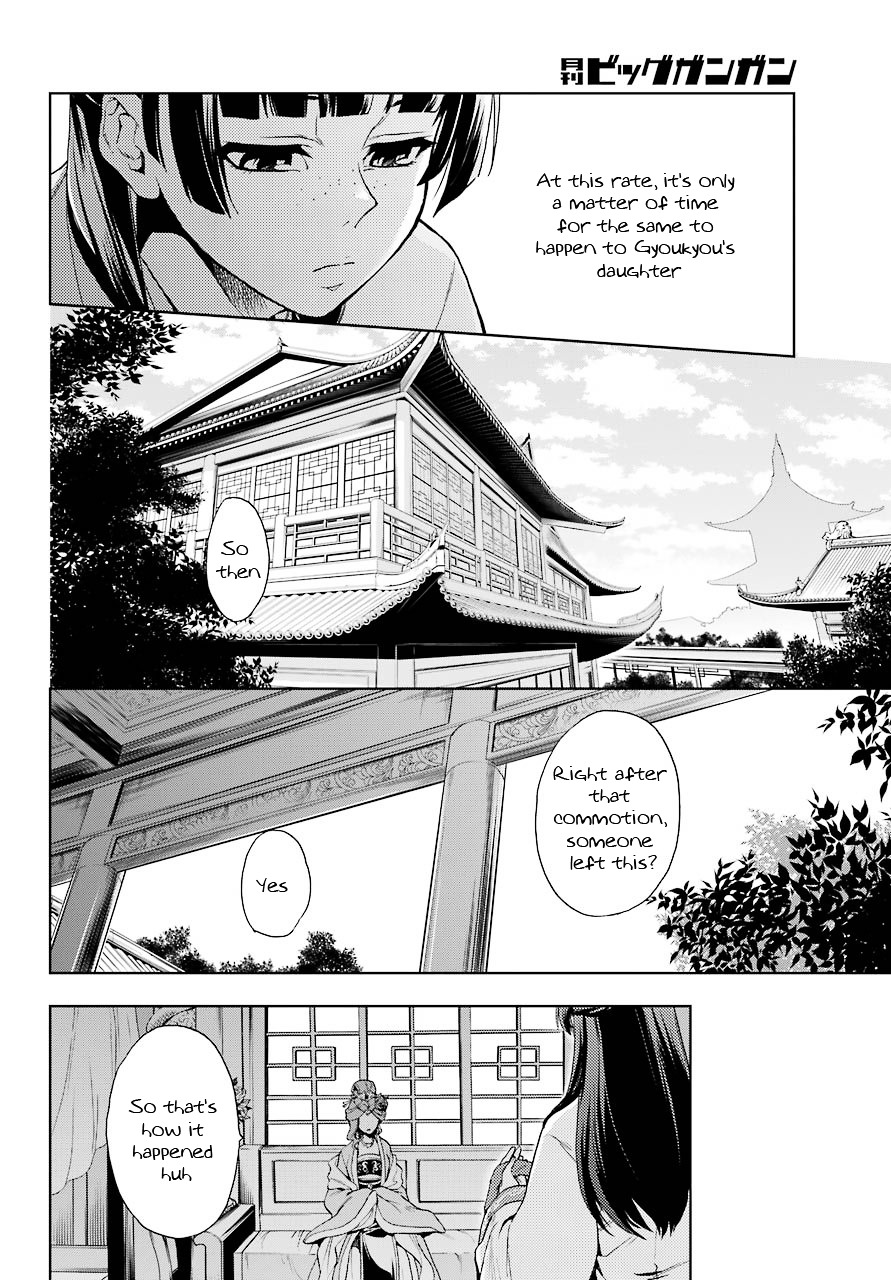 月刊ビッグガンガン
At this rate, it's only
a matter of time
for the same to
happen to Gyoukyou's
daughter
So
then
Right after
that
commotion,
someone
left this?
Yes
So that's
how it
happened
huh